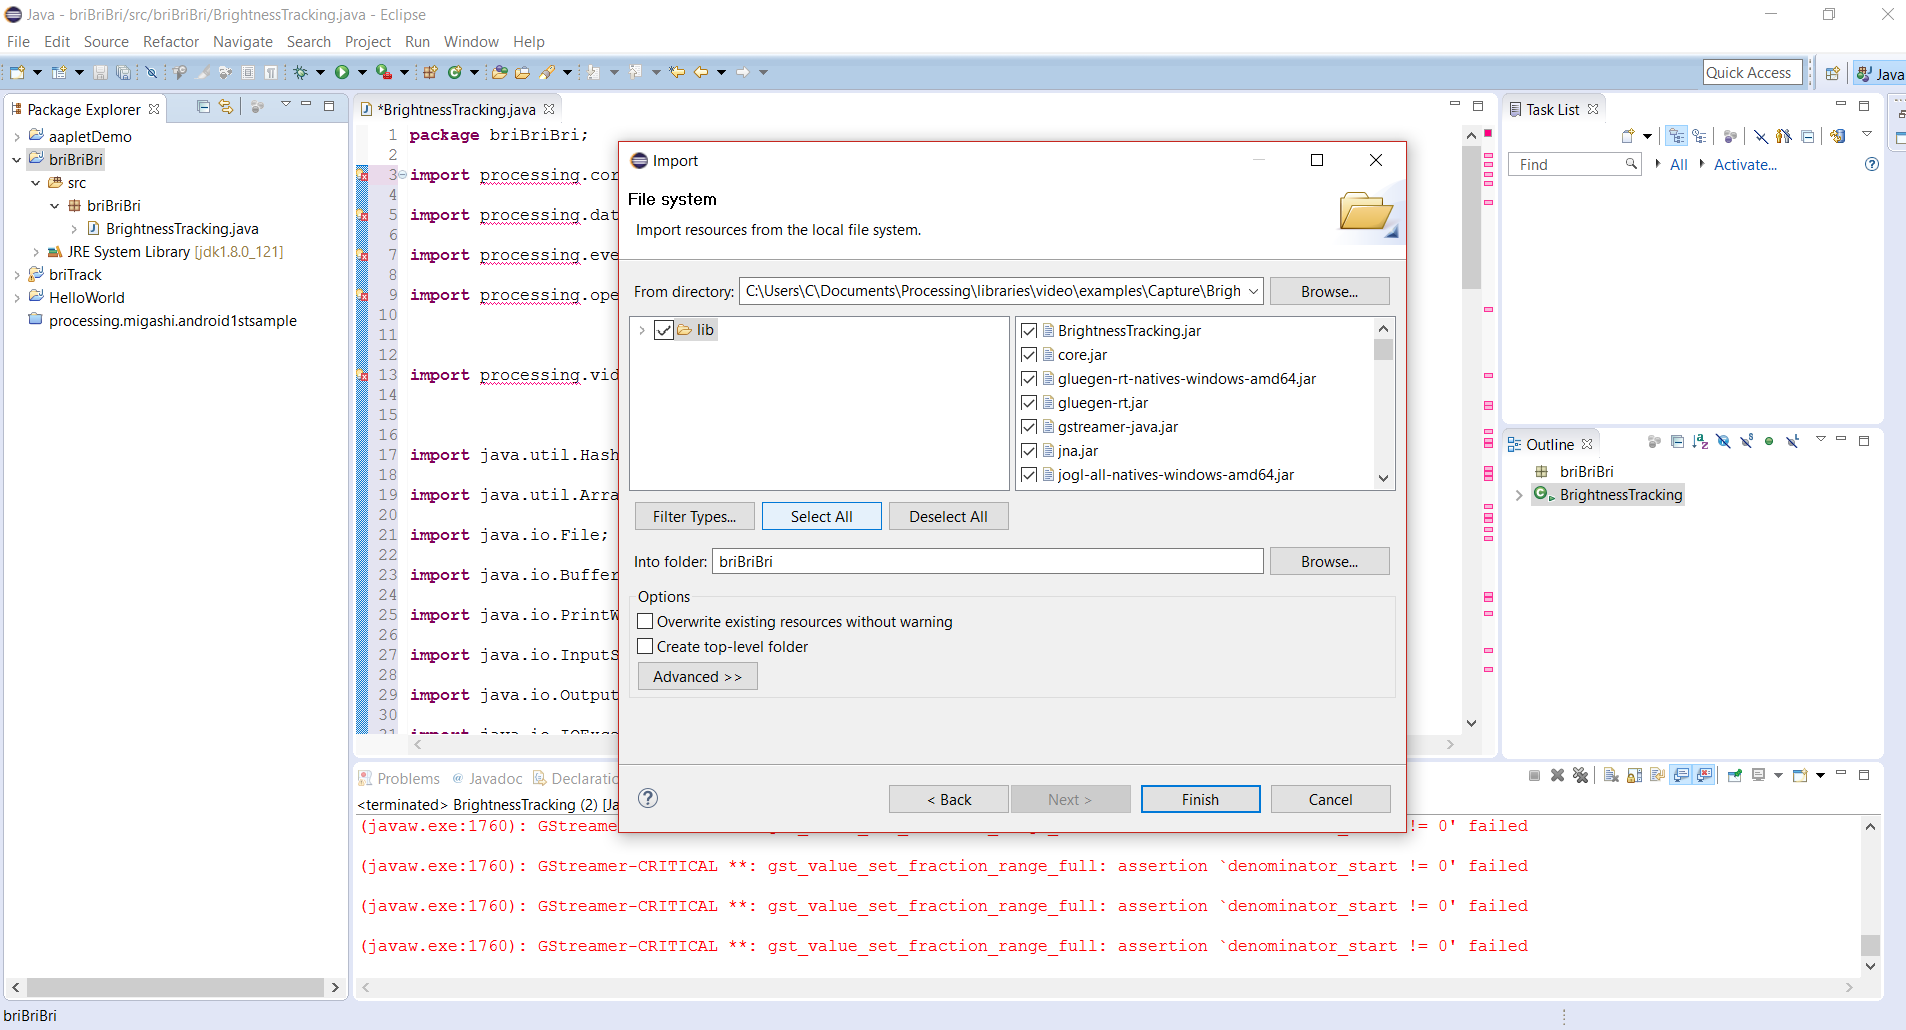 Java - briBriBri/src/briBriBri/BrightnessTracking.java - Eclipse
File Edit Source Refactor Navigate Search Project Run Window Help
Quick Access
Java
Package Explorer
aapletDemo
briBriBri
src
briBriBri
BrightnessTracking.java
JRE System Library [jdk1.8.0_121]
briTrack
HelloWorld
processing.migashi.android1stsample
*BrightnessTracking.java
1 package briBriBri;
2
3 import processing.cor
4
5 import processing.dat
6
7 import processing.eve
8
9 import processing.ope
10
11
12
13 import processing.vid
14
15
16
17 import java.util.Hash
18
19 import java.util.Arra
20
21 import java.io.File;
22
23 import java.io.Buffer
24
25 import java.io.PrintW
26
27 import java.io.InputS
28
29 import java.io.Output
30
31 import java.io.IOExce
Import
File system
Import resources from the local file system.
From directory: C:\Users\C\Documents\Processing\libraries\video\examples\Capture\Brigh
Browse...
lib
BrightnessTracking.jar
core.jar
gluegen-rt-natives-windows-amd64.jar
gluegen-rt.jar
gstreamer-java.jar
jna.jar
jogl-all-natives-windows-amd64.jar
Filter Types... Select All Deselect All
Into folder: briBriBri
Browse...
Options
Overwrite existing resources without warning
Create top-level folder
Advanced >>
< Back Next > Finish Cancel
Task List
Find
All
Activate...
Outline
briBriBri
BrightnessTracking
Problems @ Javadoc Declaratio
<terminated> BrightnessTracking (2) [Ja
(javaw.exe:1760): GStreame != 0' failed
(javaw.exe:1760): GStreamer-CRITICAL **: gst_value_set_fraction_range_full: assertion `denominator_start != 0' failed
(javaw.exe:1760): GStreamer-CRITICAL **: gst_value_set_fraction_range_full: assertion `denominator_start != 0' failed
(javaw.exe:1760): GStreamer-CRITICAL **: gst_value_set_fraction_range_full: assertion `denominator_start != 0' failed
briBriBri